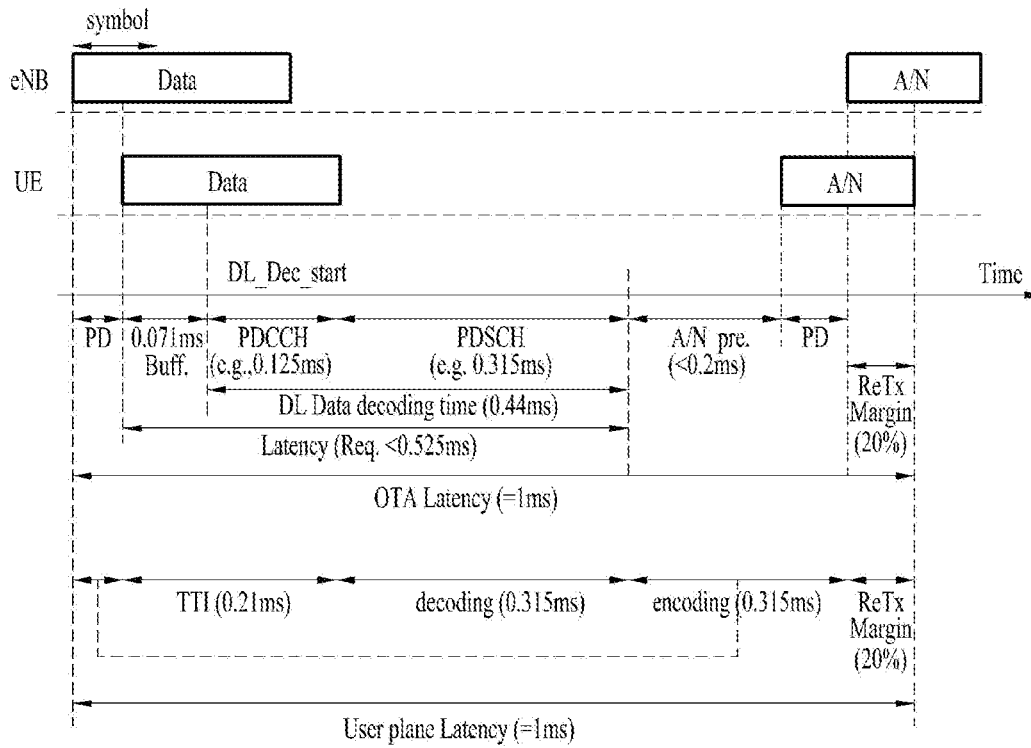 symbol
eNB
Data
A/N
UE
Data
A/N
DL_Dec_start
Time
PD
0.071ms
Buff.
PDCCH
(e.g.,0.125ms)
PDSCH
(e.g. 0.315ms)
A/N pre.
(<0.2ms)
PD
ReTx
Margin
(20%)
DL Data decoding time (0.44ms)
Latency (Req. <0.525ms)
OTA Latency (=1ms)
TTI (0.21ms)
decoding (0.315ms)
encoding (0.315ms)
ReTx
Margin
(20%)
User plane Latency (=1ms)